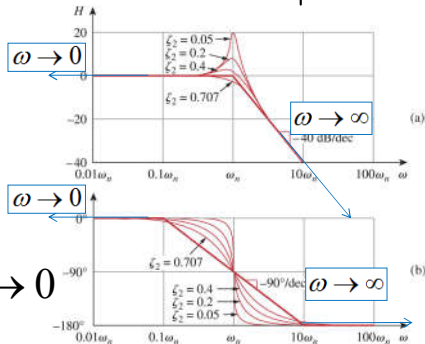 H
20
ζ₂ = 0.05
ζ₂ = 0.2
ζ₂ = 0.4
ω → 0
0
ζ₂ = 0.707
ω → ∞
(a)
−20
−40 dB/dec
−40
0.01ωₙ 0.1ωₙ ωₙ 10ωₙ 100ωₙ ω
ω → 0
0°
ζ₂ = 0.707
−90°
−90°/dec
ω → ∞
(b)
→ 0
ζ₂ = 0.4
ζ₂ = 0.2
ζ₂ = 0.05
−180°
0.01ωₙ 0.1ωₙ ωₙ 10ωₙ 100ωₙ ω